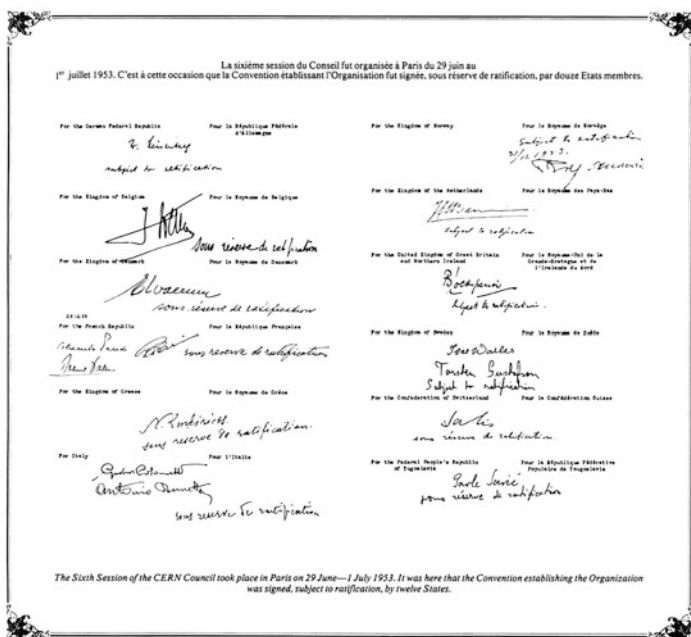 La sixième session du Conseil fut organisée à Paris du 29 juin au
1er juillet 1953. C'est à cette occasion que la Convention établissant l'Organisation fut signée, sous réserve de ratification, par douze Etats membres.
For the German Federal Republic
Pour la République Fédérale
d'Allemagne
subject to ratification
For the Kingdom of Belgium
Pour le Royaume de Belgique
sous réserve de ratification
For the Kingdom of Denmark
Pour le Royaume de Danemark
sous réserve de ratification
For the French Republic
Pour la République Française
sous reserve de ratification
For the Kingdom of Greece
Pour le Royaume de Grèce
sous reserve de ratification.
For Italy
Pour l'Italie
Gustavo Colonnetti
Antonio
sous reserve de ratification
For the Kingdom of Norway
Pour le Royaume de Norvège
Subject to ratification
31/12 1953.
For the Kingdom of the Netherlands
Pour le Royaume des Pays-Bas
Subject to ratification
For the United Kingdom of Great Britain
and Northern Ireland
Pour le Royaume-Uni de la
Grande-Bretagne et de
l'Irlande du Nord
Subject to ratification.
For the Kingdom of Sweden
Pour le Royaume de Suède
Torsten Gustafson
Subject to ratification
For the Confederation of Switzerland
Pour la Confédération Suisse
Salis
sous réserve de ratification.
For the Federal People's Republic
of Yugoslavia
Pour la République Fédérative
Populaire de Yougoslavie
Pavle Savić
sous réserve de ratification
The Sixth Session of the CERN Council took place in Paris on 29 June—1 July 1953. It was here that the Convention establishing the Organization
was signed, subject to ratification, by twelve States.